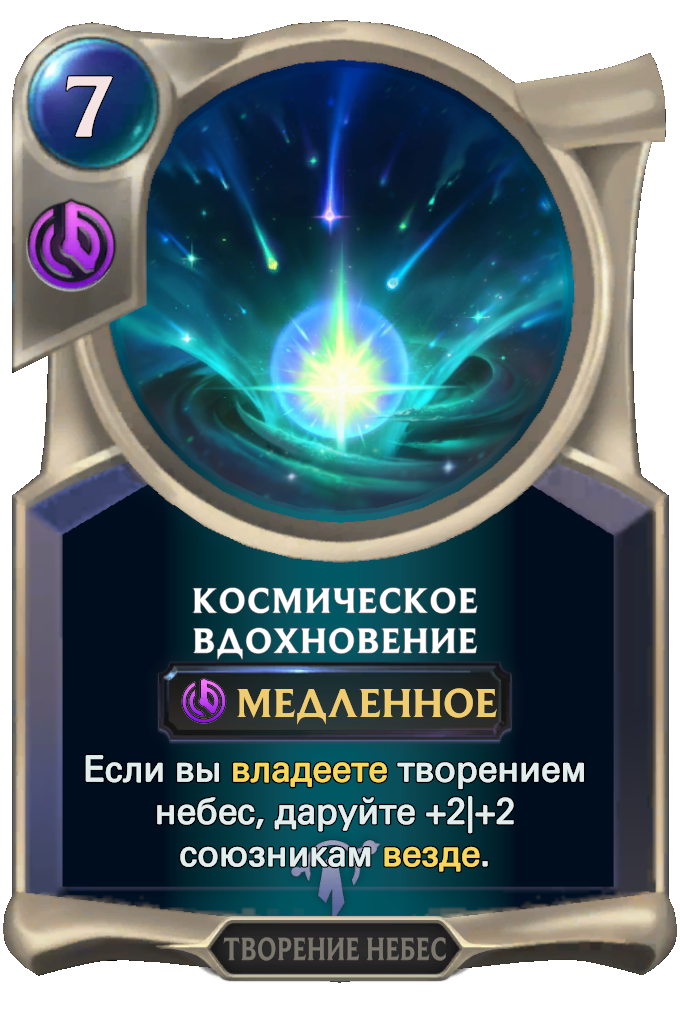 7
КОСМИЧЕСКОЕ
ВДОХНОВЕНИЕ
МЕДЛЕННОЕ
Если вы владеете творением
небес, даруйте +2|+2
союзникам везде.
ТВОРЕНИЕ НЕБЕС